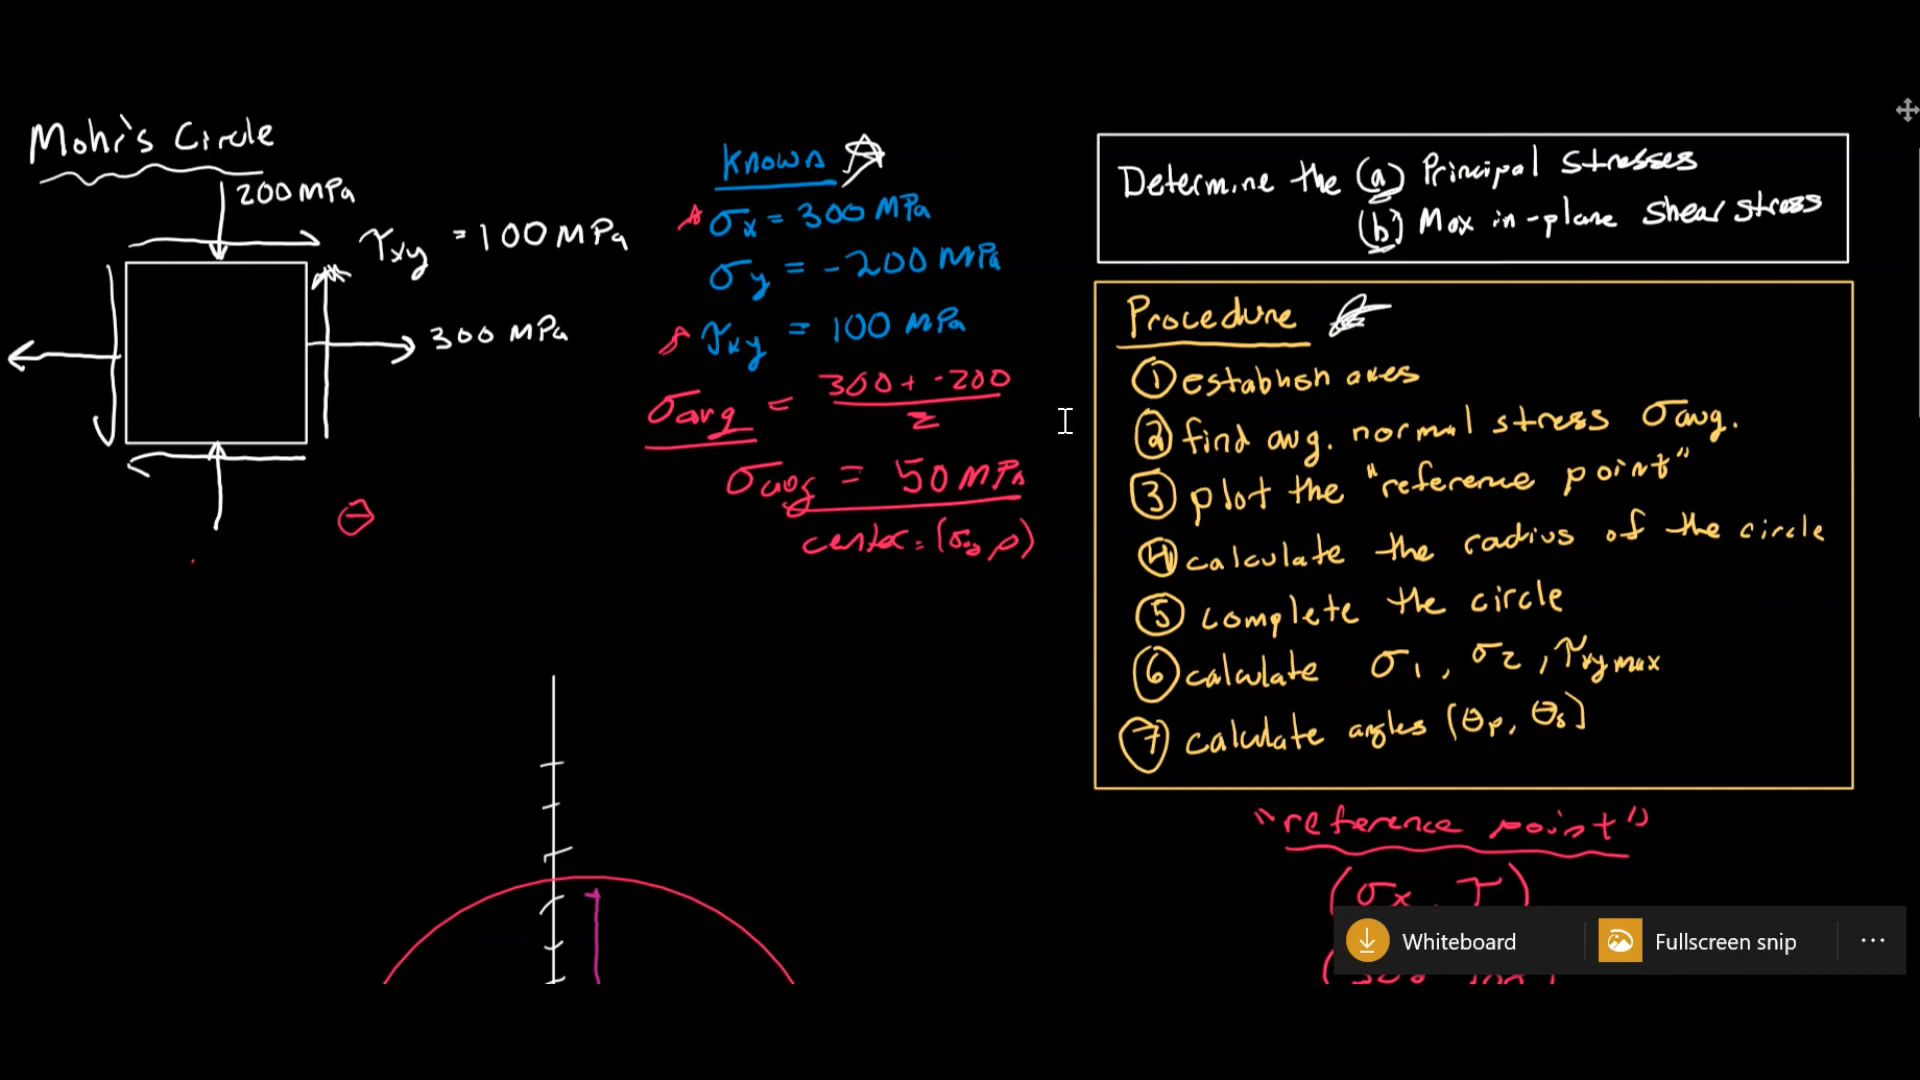 Mohr's Circle
200 MPa
τxy = 100 MPa
300 MPa
Θ
Known
σx = 300 MPa
σy = -200 MPa
τxy = 100 MPa
σavg = 300 + -200 / 2
σavg = 50 MPa
center = (σavg, 0)
Determine the (a) Principal Stresses
(b) Max in-plane shear stress
Procedure
① establish axes
② find avg. normal stress σavg.
③ plot the "reference point"
④ calculate the radius of the circle
⑤ complete the circle
⑥ calculate σ1, σ2, τxy max
⑦ calculate angles (θp, θs)
"reference point"
(σx, τ)
Whiteboard
Fullscreen snip